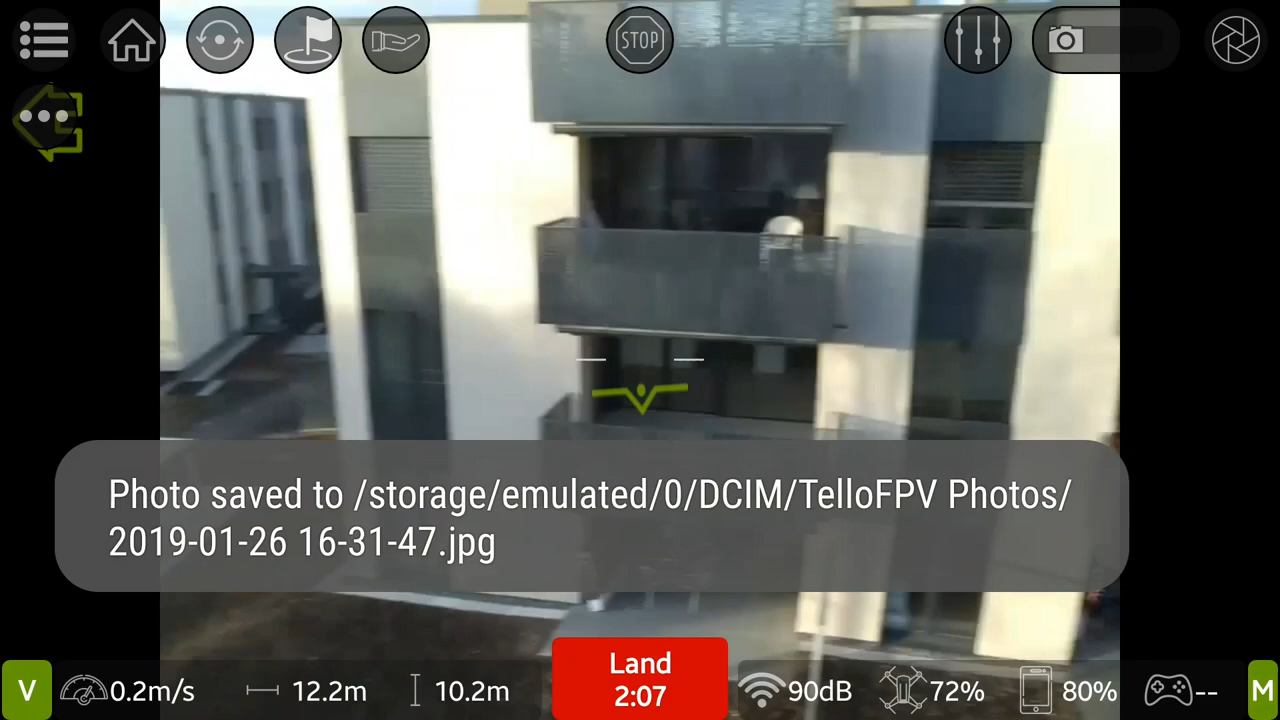 STOP
Photo saved to /storage/emulated/0/DCIM/TelloFPV Photos/
2019-01-26 16-31-47.jpg
V
0.2m/s
12.2m
10.2m
Land
2:07
90dB
72%
80%
--
M